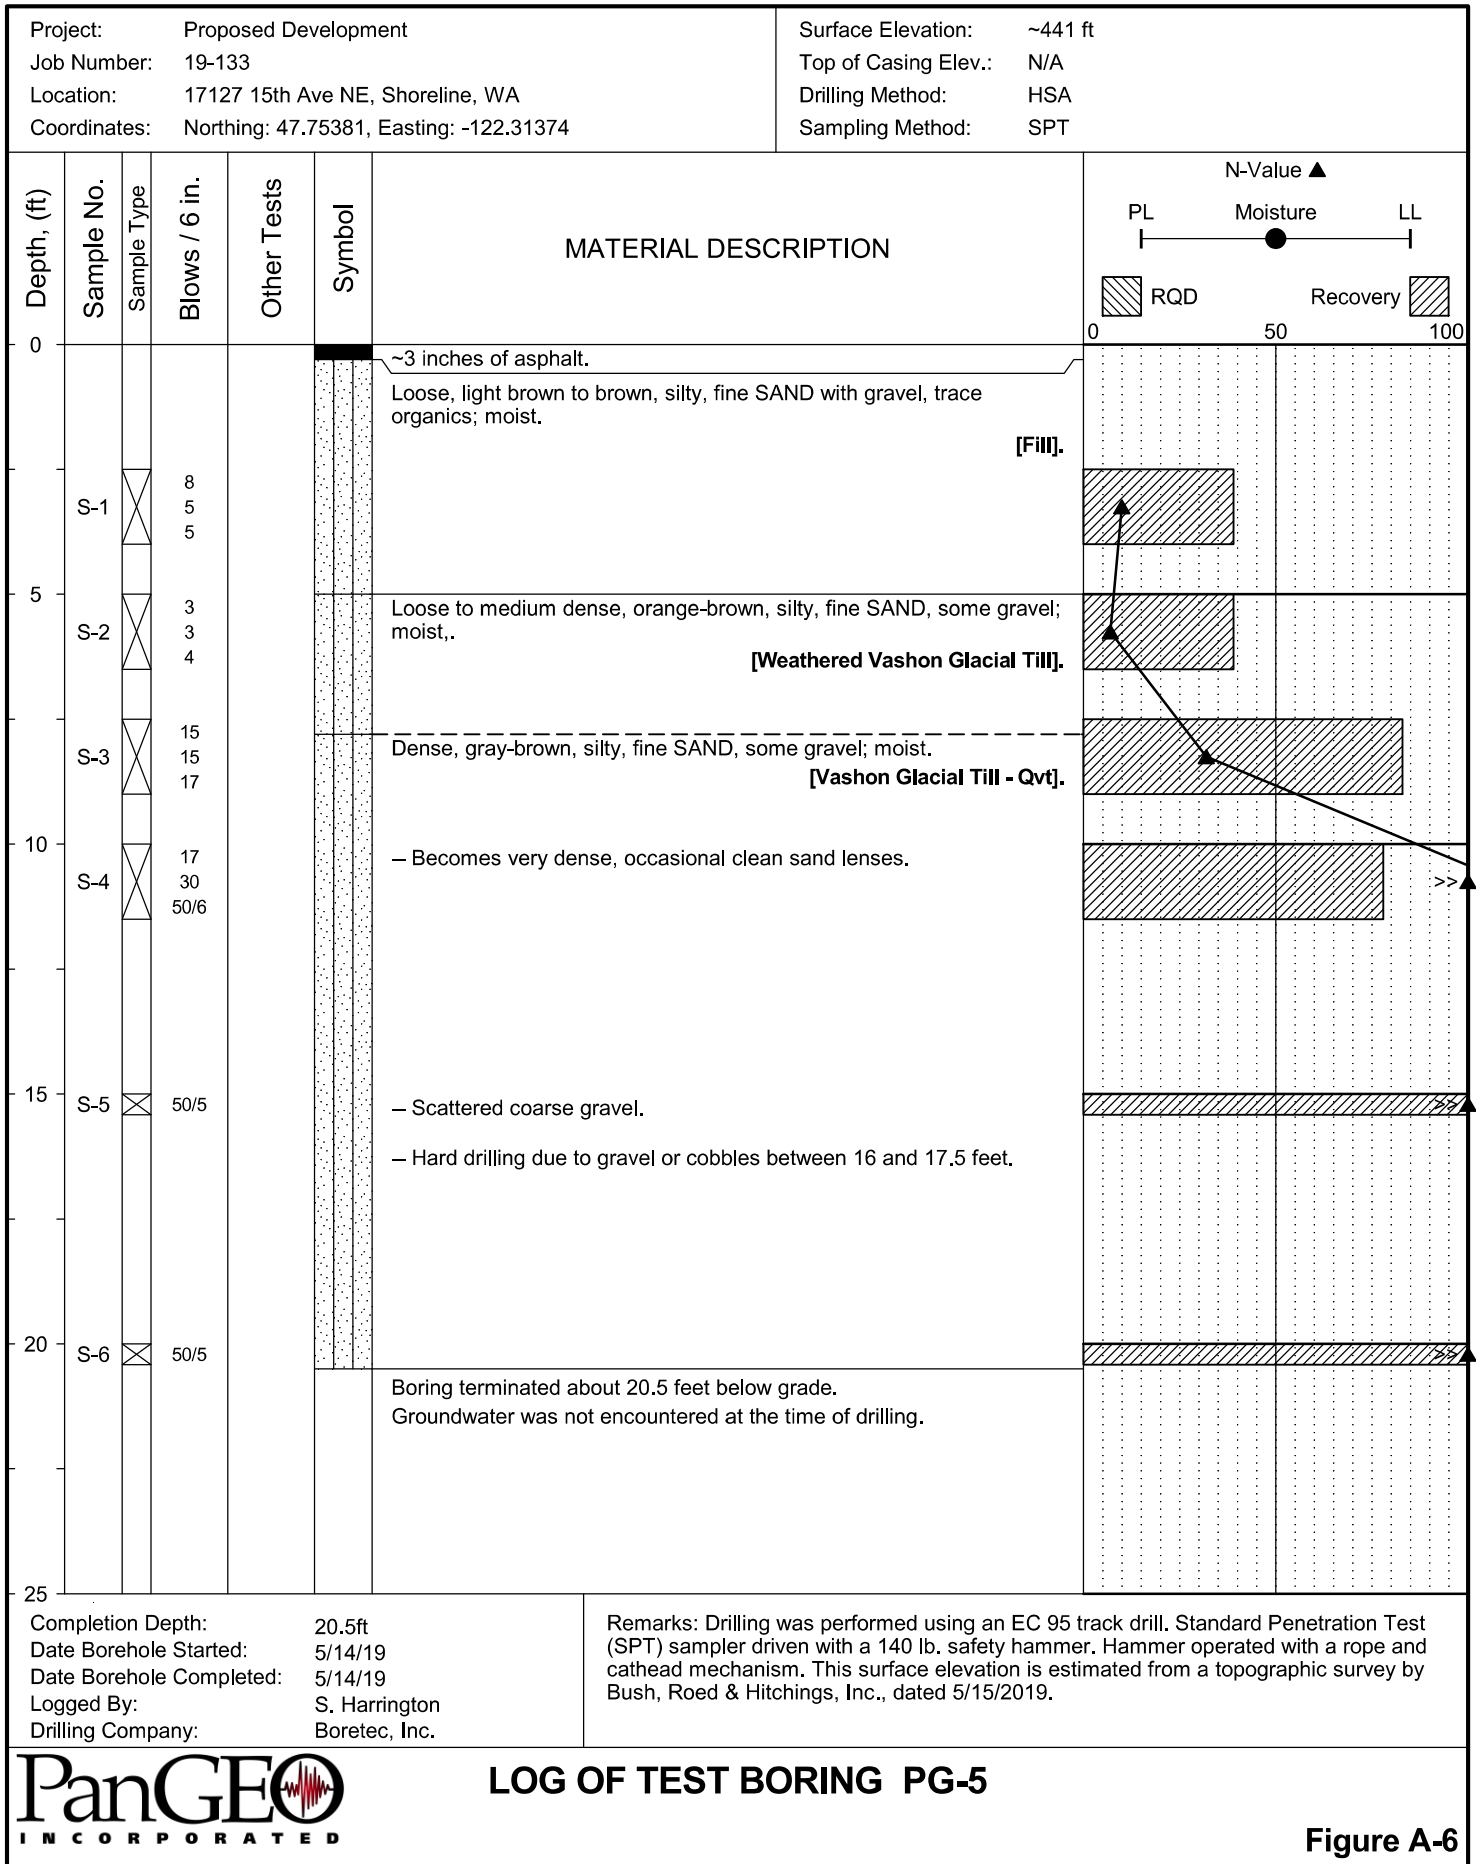 Project: Proposed Development
Job Number: 19-133
Location: 17127 15th Ave NE, Shoreline, WA
Coordinates: Northing: 47.75381, Easting: -122.31374
Surface Elevation: ~441 ft
Top of Casing Elev.: N/A
Drilling Method: HSA
Sampling Method: SPT
Depth, (ft)
Sample No.
Sample Type
Blows / 6 in.
Other Tests
Symbol
MATERIAL DESCRIPTION
N-Value ▲
PL Moisture LL
RQD Recovery
0 50 100
0
~3 inches of asphalt.
Loose, light brown to brown, silty, fine SAND with gravel, trace
organics; moist.
[Fill].
S-1
8
5
5
5
S-2
3
3
4
Loose to medium dense, orange-brown, silty, fine SAND, some gravel;
moist,.
[Weathered Vashon Glacial Till].
S-3
15
15
17
Dense, gray-brown, silty, fine SAND, some gravel; moist.
[Vashon Glacial Till - Qvt].
10
S-4
17
30
50/6
– Becomes very dense, occasional clean sand lenses.
>>
15
S-5
50/5
– Scattered coarse gravel.
>>
– Hard drilling due to gravel or cobbles between 16 and 17.5 feet.
20
S-6
50/5
>>
Boring terminated about 20.5 feet below grade.
Groundwater was not encountered at the time of drilling.
25
Completion Depth: 20.5ft
Date Borehole Started: 5/14/19
Date Borehole Completed: 5/14/19
Logged By: S. Harrington
Drilling Company: Boretec, Inc.
Remarks: Drilling was performed using an EC 95 track drill. Standard Penetration Test
(SPT) sampler driven with a 140 lb. safety hammer. Hammer operated with a rope and
cathead mechanism. This surface elevation is estimated from a topographic survey by
Bush, Roed & Hitchings, Inc., dated 5/15/2019.
PanGEO
INCORPORATED
LOG OF TEST BORING PG-5
Figure A-6